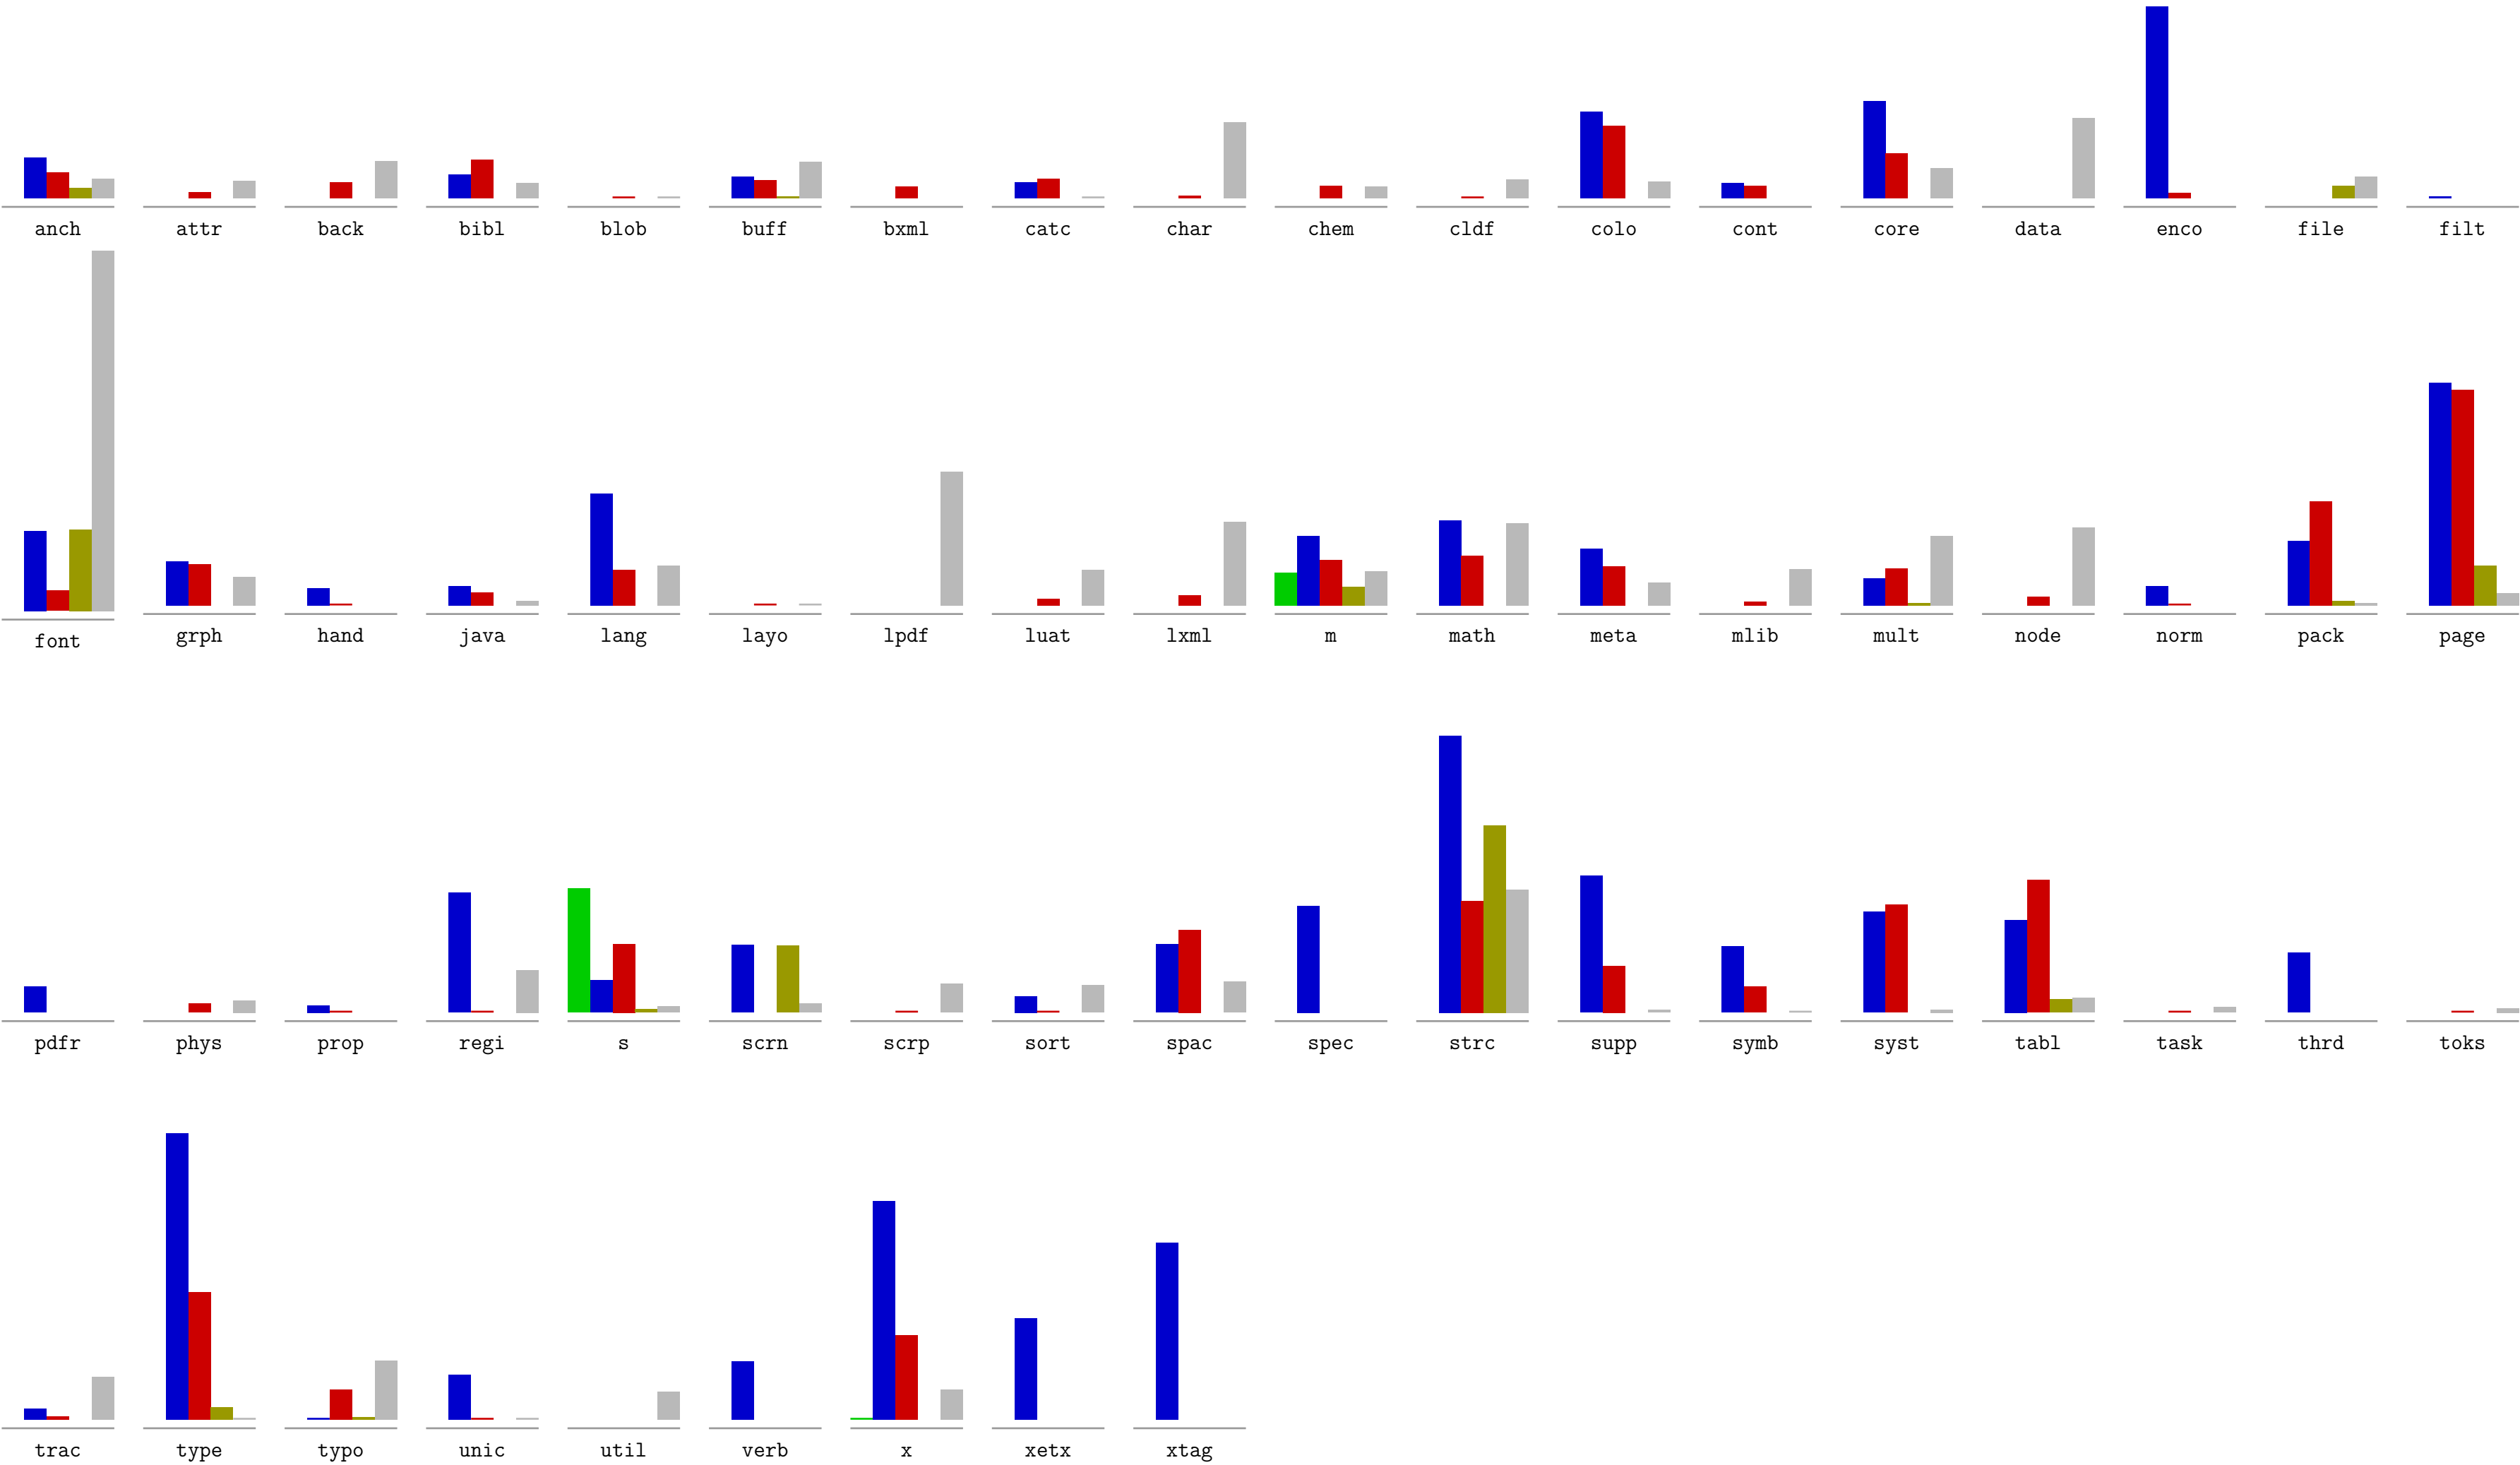 anch attr back bibl blob buff bxml catc char chem cldf colo cont core data enco file filt
font grph hand java lang layo lpdf luat lxml m math meta mlib mult node norm pack page
pdfr phys prop regi s scrn scrp sort spac spec strc supp symb syst tabl task thrd toks
trac type typo unic util verb x xetx xtag